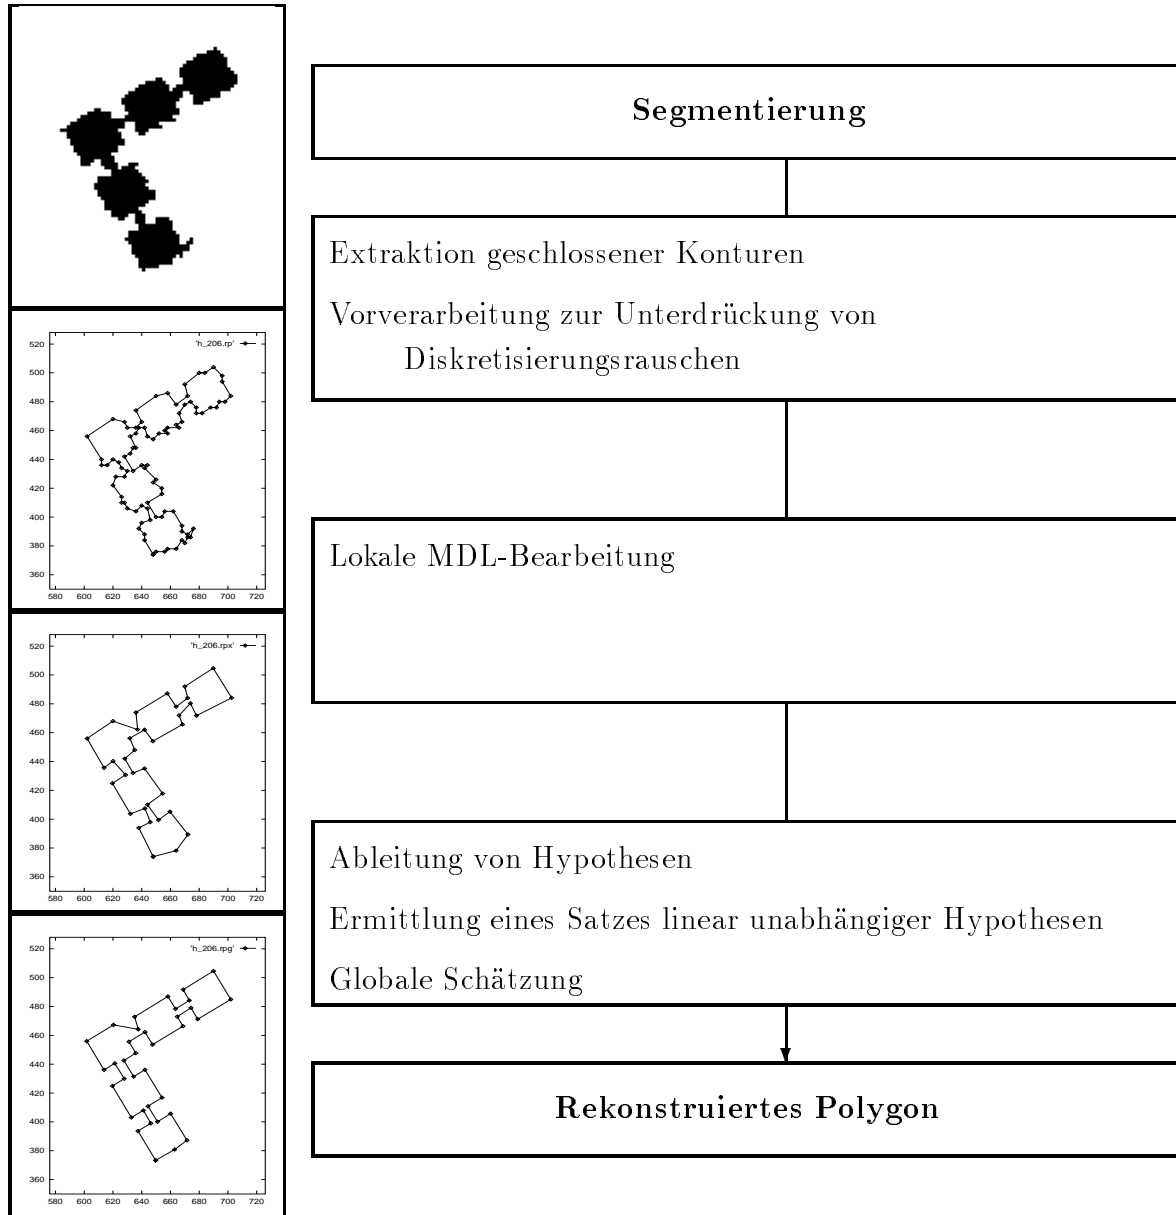 Segmentierung
Extraktion geschlossener Konturen
Vorverarbeitung zur Unterdrückung von
Diskretisierungsrauschen
Lokale MDL-Bearbeitung
Ableitung von Hypothesen
Ermittlung eines Satzes linear unabhängiger Hypothesen
Globale Schätzung
Rekonstruiertes Polygon
'h_206.rp'
520
500
480
460
440
420
400
380
360
580 600 620 640 660 680 700 720
'h_206.rpx'
520
500
480
460
440
420
400
380
360
580 600 620 640 660 680 700 720
'h_206.rpg'
520
500
480
460
440
420
400
380
360
580 600 620 640 660 680 700 720